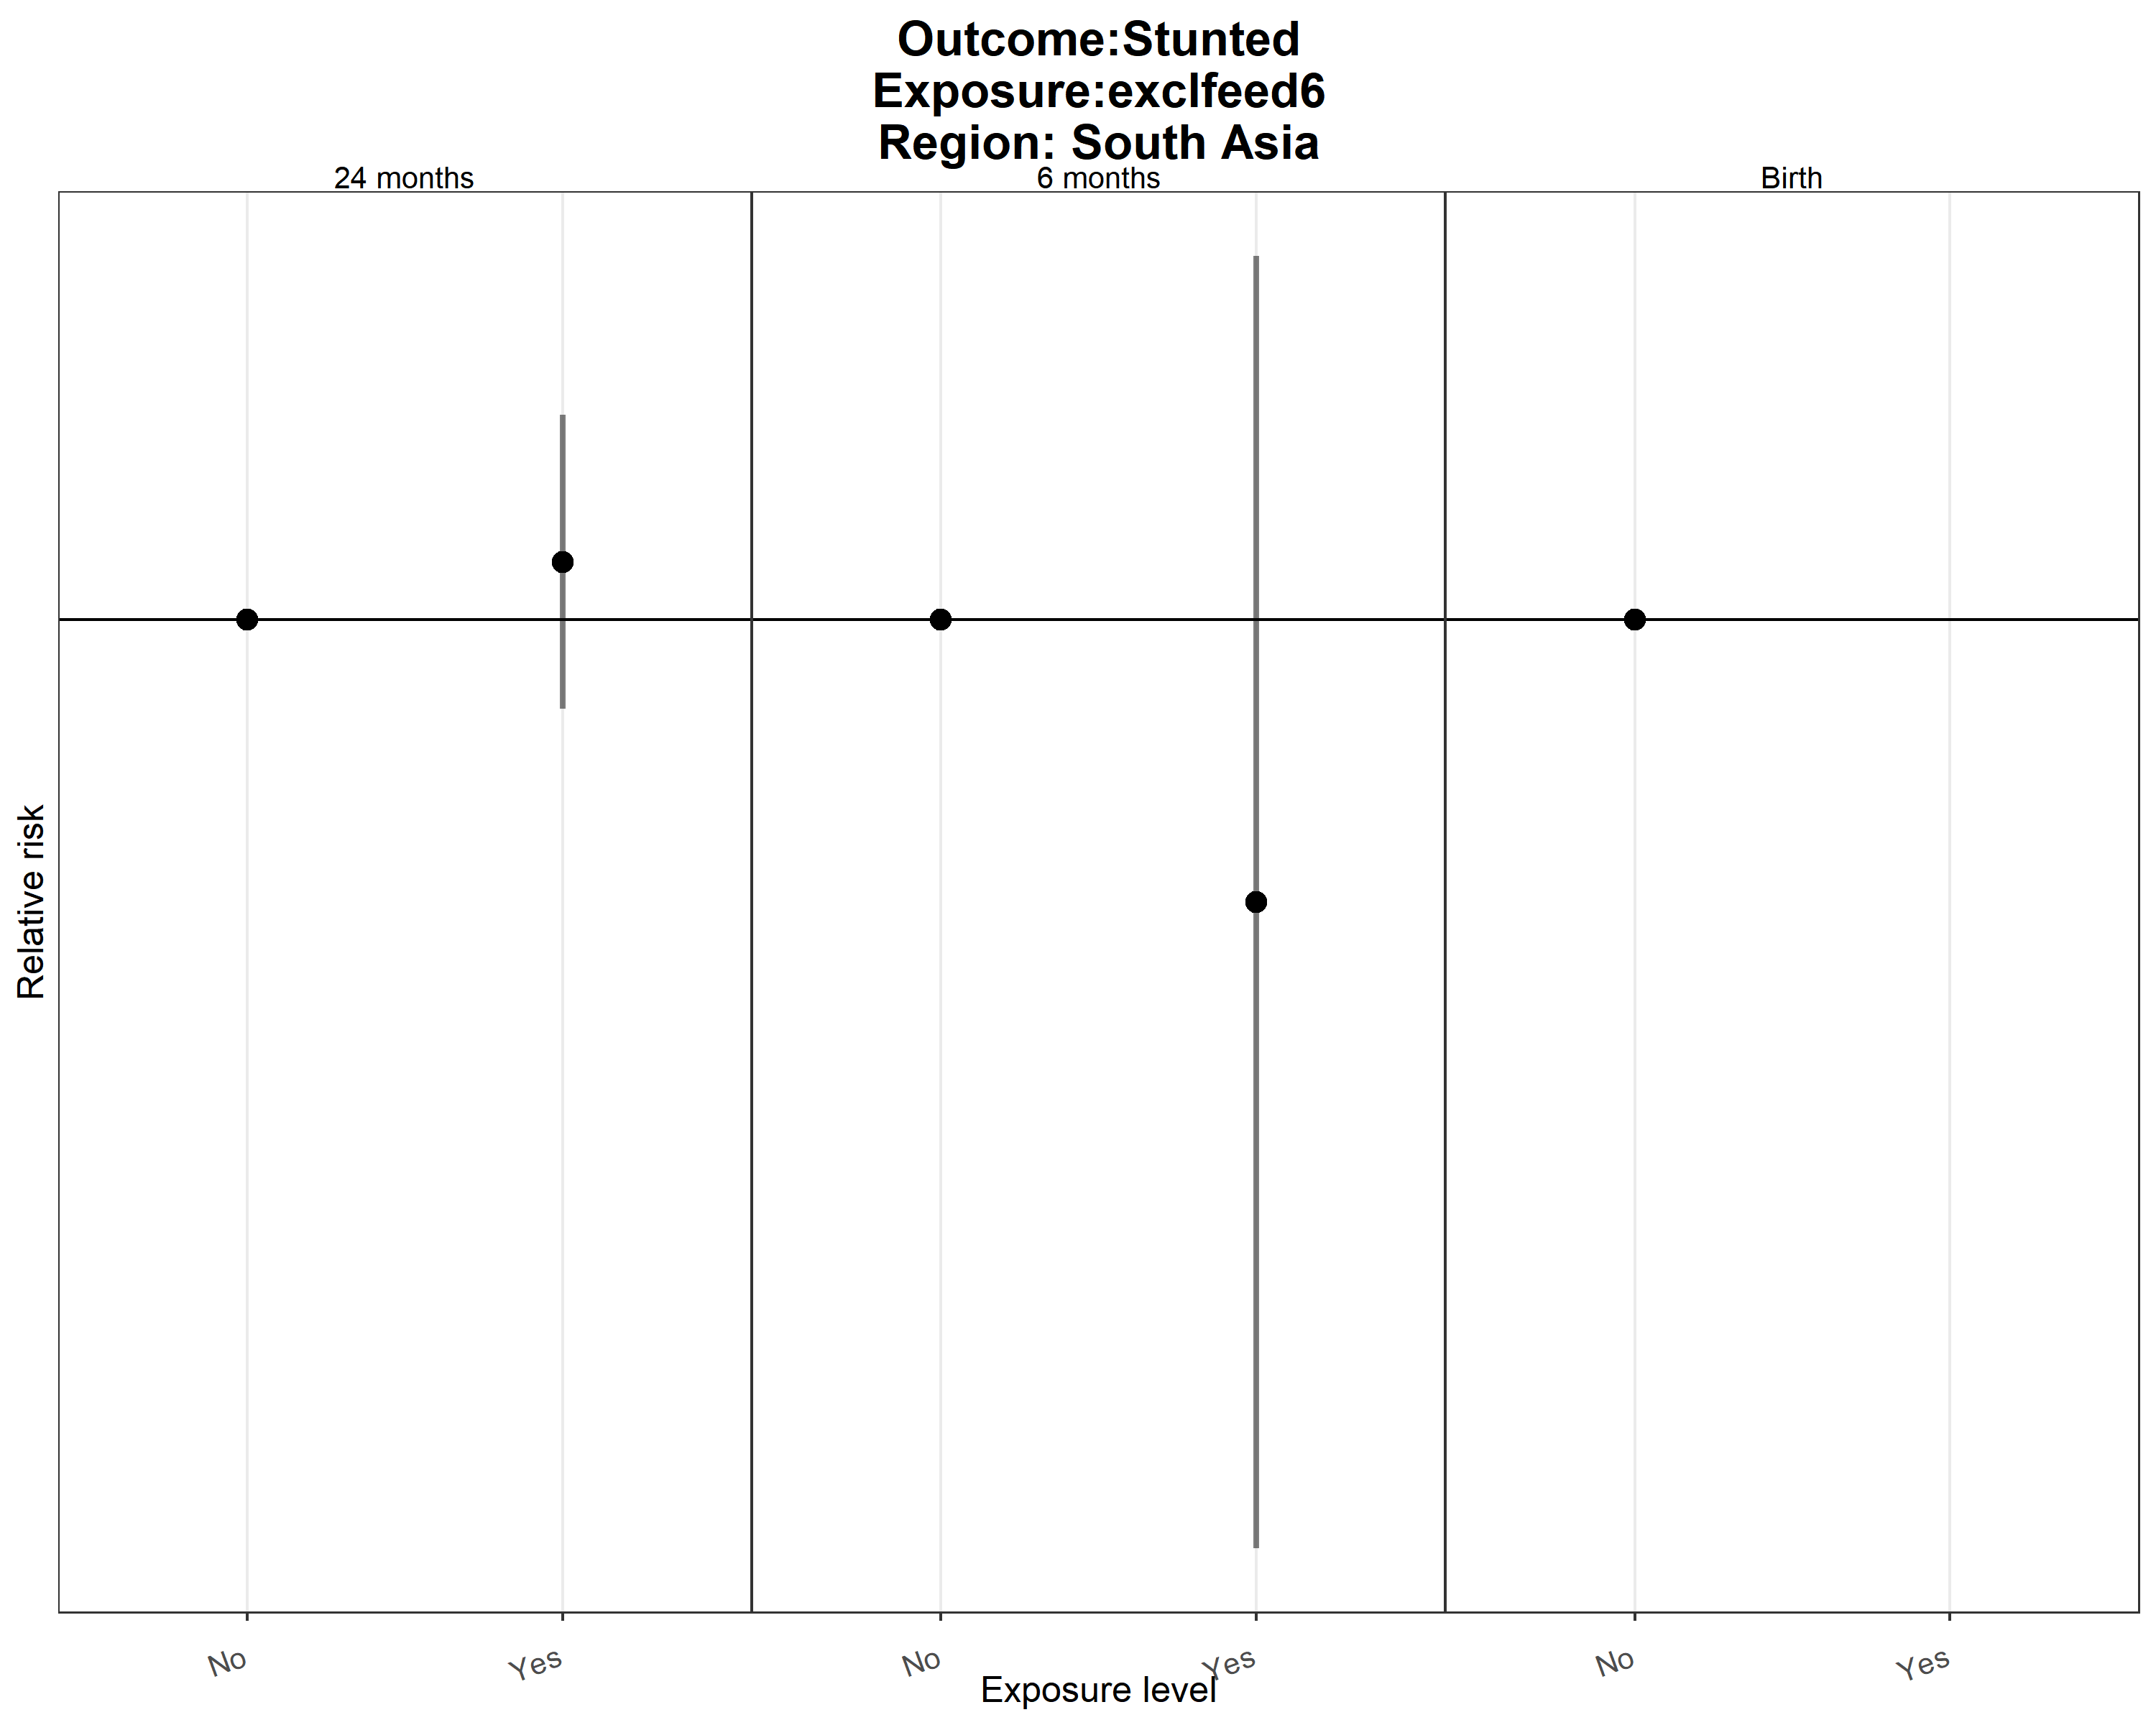 Outcome:Stunted
Exposure:exclfeed6
Region: South Asia
24 months
6 months
Birth
Relative risk
No
Yes
No
Yes
No
Yes
Exposure level